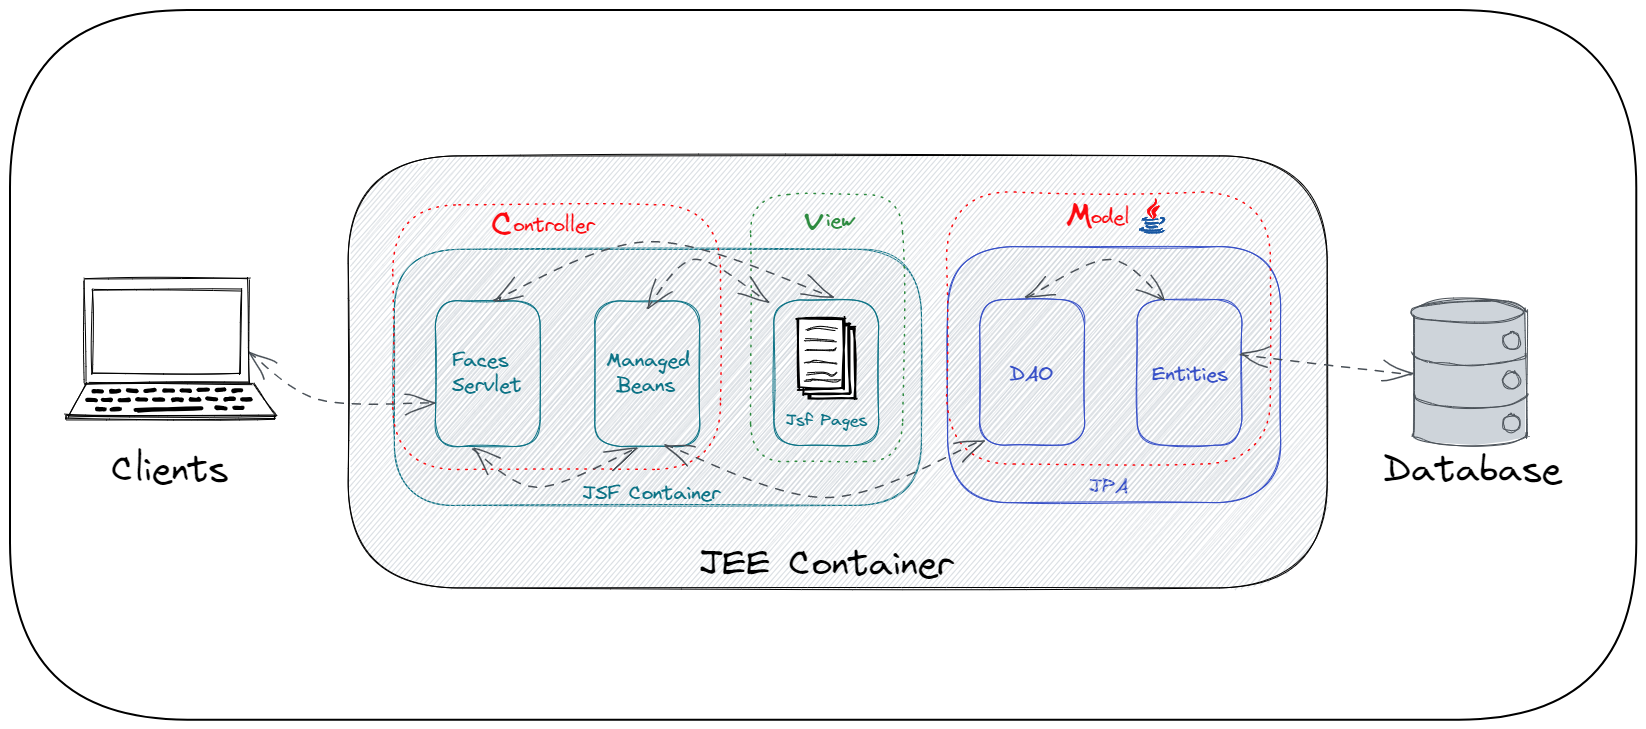 Controller
View
Model
Faces
Servlet
Managed
Beans
Jsf Pages
DAO
Entities
JSF Container
JPA
Clients
Database
JEE Container